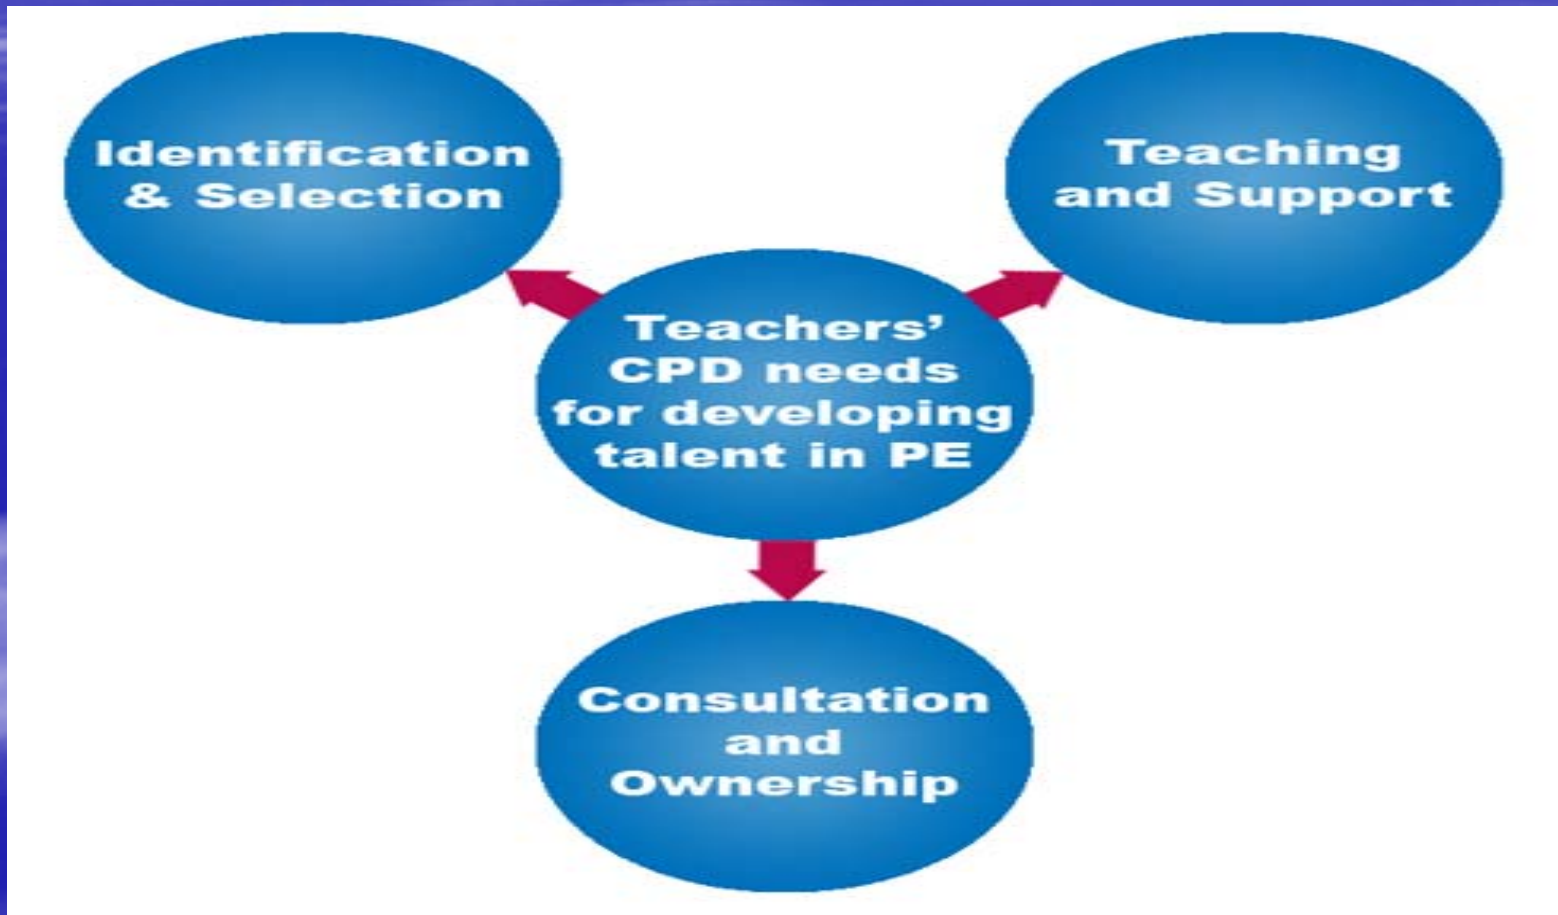 Identification
& Selection
Teaching
and Support
Teachers’
CPD needs
for developing
talent in PE
Consultation
and
Ownership